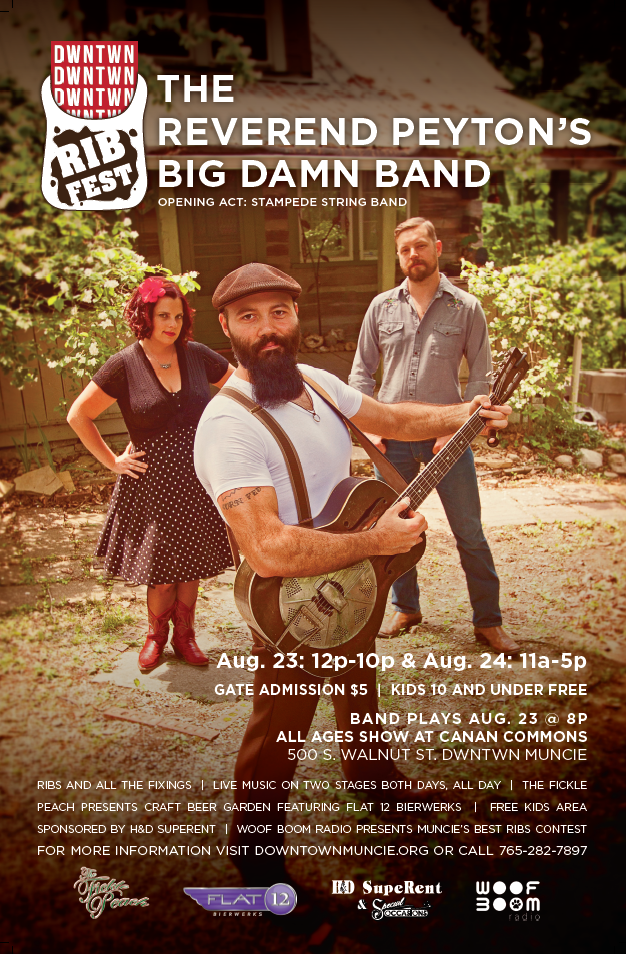 DWNTWN
DWNTWN
DWNTWN
DWNTWN
RIB
FEST
THE
REVEREND PEYTON'S
BIG DAMN BAND
OPENING ACT: STAMPEDE STRING BAND
Aug. 23: 12p-10p & Aug. 24: 11a-5p
GATE ADMISSION $5 | KIDS 10 AND UNDER FREE
BAND PLAYS AUG. 23 @ 8P
ALL AGES SHOW AT CANAN COMMONS
500 S. WALNUT ST. DWNTWN MUNCIE
RIBS AND ALL THE FIXINGS | LIVE MUSIC ON TWO STAGES BOTH DAYS, ALL DAY | THE FICKLE
PEACH PRESENTS CRAFT BEER GARDEN FEATURING FLAT 12 BIERWERKS | FREE KIDS AREA
SPONSORED BY H&D SUPERENT | WOOF BOOM RADIO PRESENTS MUNCIE'S BEST RIBS CONTEST
FOR MORE INFORMATION VISIT DOWNTOWNMUNCIE.ORG OR CALL 765-282-7897
The Fickle Peach
FLAT 12
BIERWERKS
H&D SupeRent
& Special
OCCASIONS
WOOF
BOOM
radio